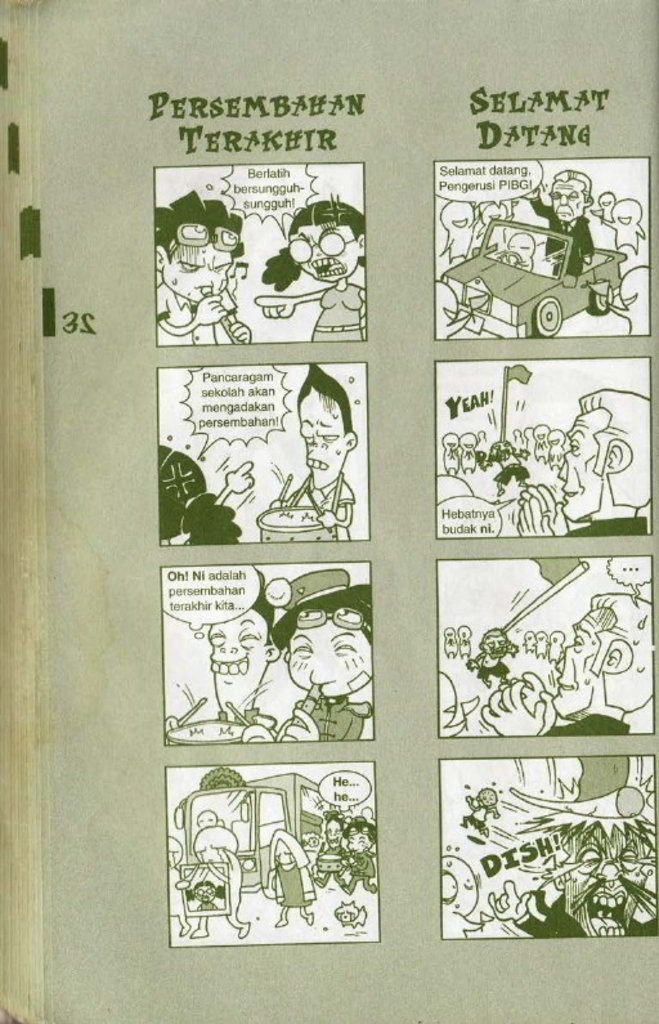 PERSEMBAHAN
TERAKHIR
Berlatih
bersungguh-
sungguh!
Pancaragam
sekolah akan
mengadakan
persembahan!
Oh! Ni adalah
persembahan
terakhir kita...
He...
he...
SELAMAT
DATANG
Selamat datang,
Pengerusi PIBG!
YEAH!
Hebatnya
budak ni.
...
DISH!
32